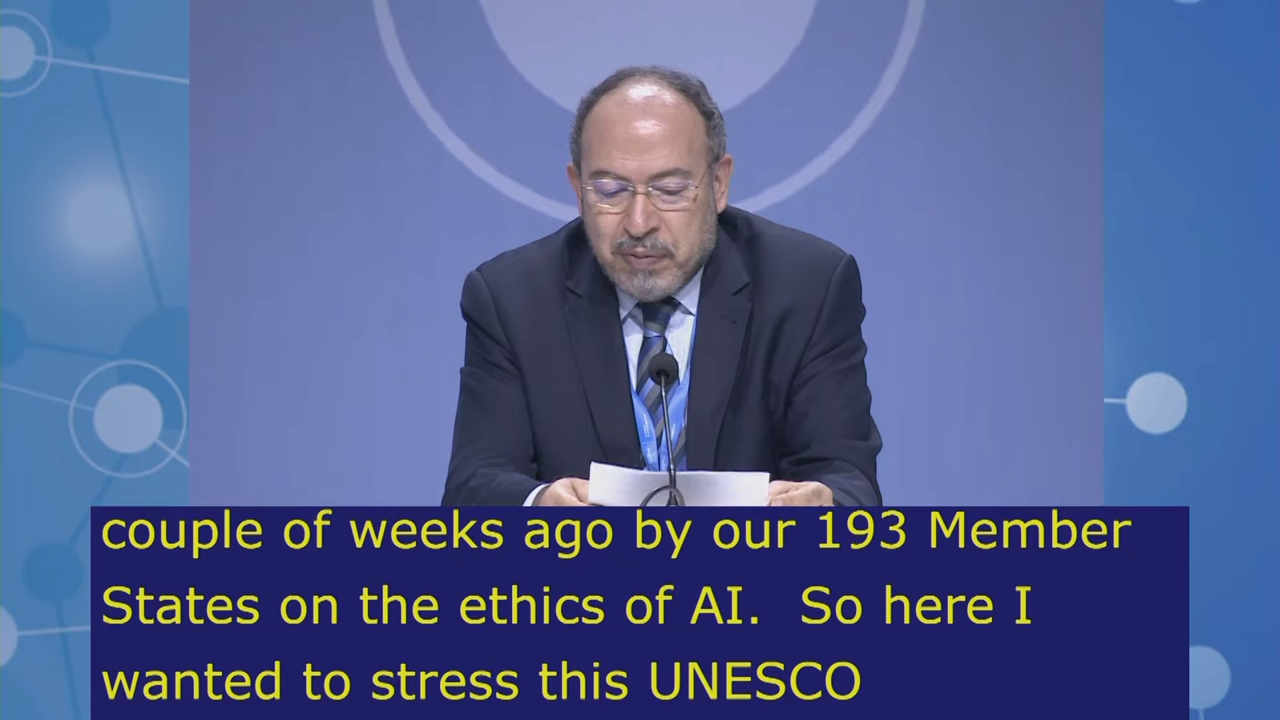 couple of weeks ago by our 193 Member
States on the ethics of AI.  So here I
wanted to stress this UNESCO